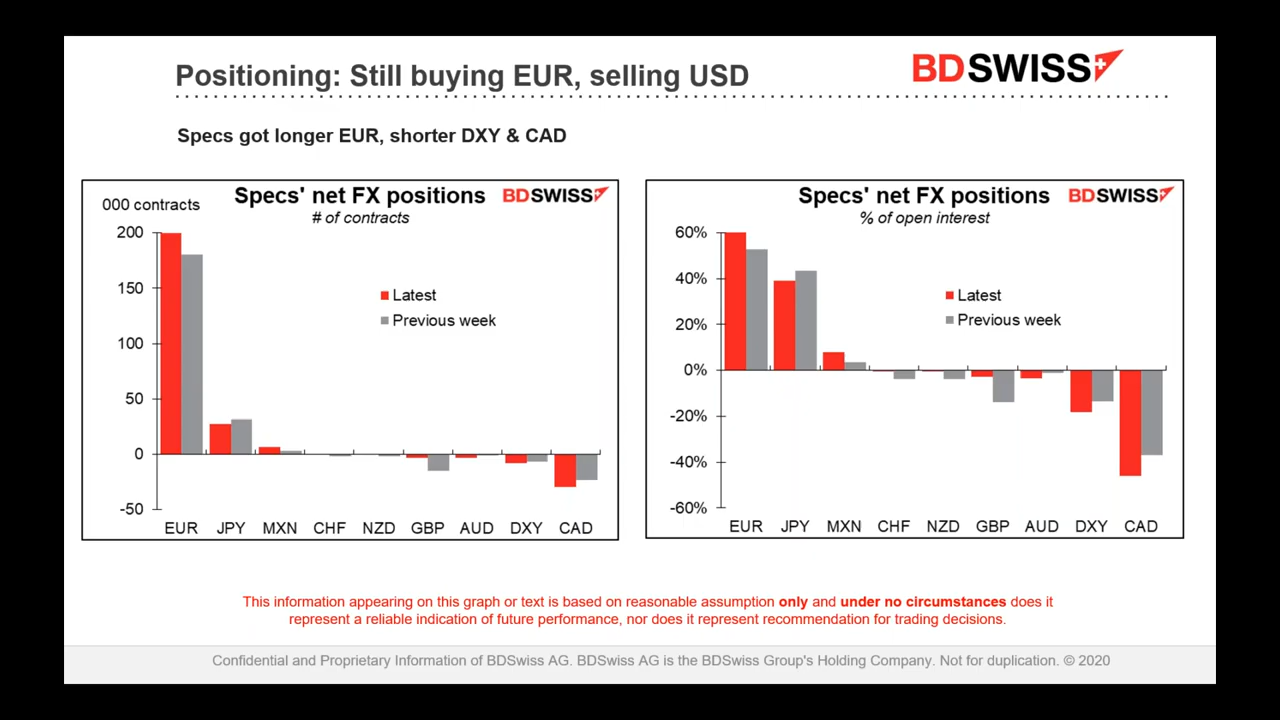 Positioning: Still buying EUR, selling USD
BDSWISS
Specs got longer EUR, shorter DXY & CAD
000 contracts
Specs' net FX positions
BDSWISS
# of contracts
200
150
100
50
0
-50
Latest
Previous week
EUR JPY MXN CHF NZD GBP AUD DXY CAD
Specs' net FX positions
BDSWISS
% of open interest
60%
40%
20%
0%
-20%
-40%
-60%
Latest
Previous week
EUR JPY MXN CHF NZD GBP AUD DXY CAD
This information appearing on this graph or text is based on reasonable assumption only and under no circumstances does it
represent a reliable indication of future performance, nor does it represent recommendation for trading decisions.
Confidential and Proprietary Information of BDSwiss AG. BDSwiss AG is the BDSwiss Group's Holding Company. Not for duplication. © 2020